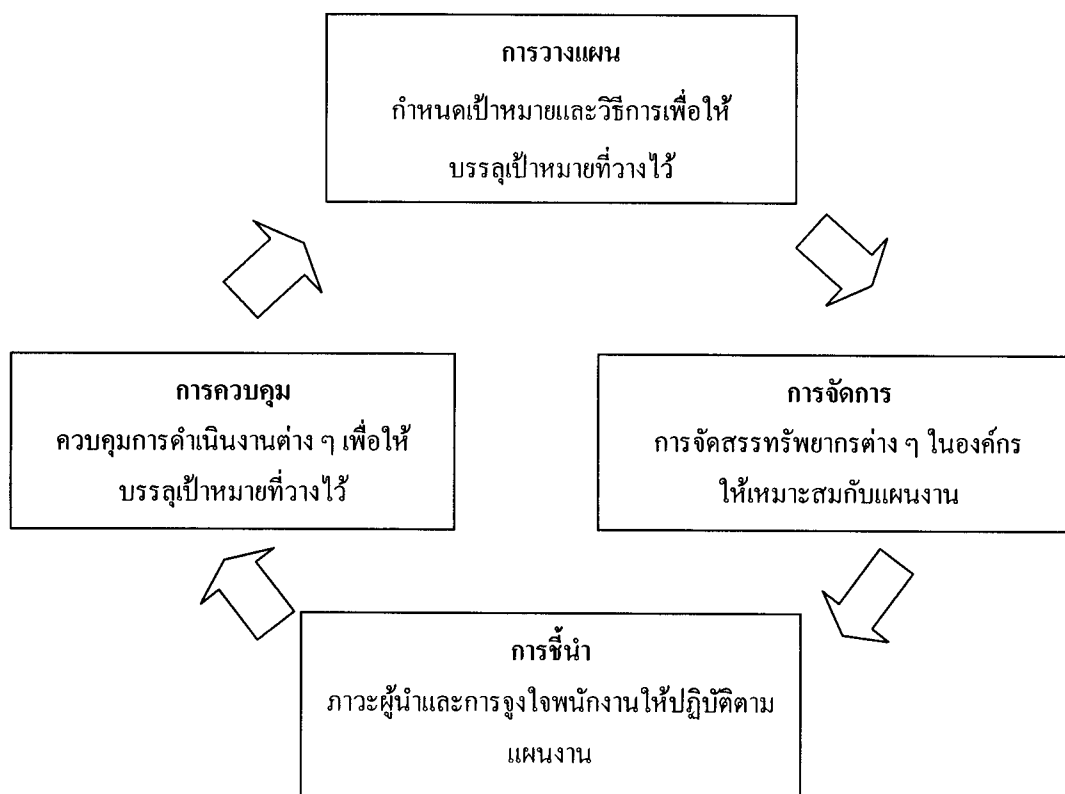 การวางแผน
กำหนดเป้าหมายและวิธีการเพื่อให้
บรรลุเป้าหมายที่วางไว้
การจัดการ
การจัดสรรทรัพยากรต่าง ๆ ในองค์กร
ให้เหมาะสมกับแผนงาน
การชี้นำ
ภาวะผู้นำและการจูงใจพนักงานให้ปฏิบัติตาม
แผนงาน
การควบคุม
ควบคุมการดำเนินงานต่าง ๆ เพื่อให้
บรรลุเป้าหมายที่วางไว้